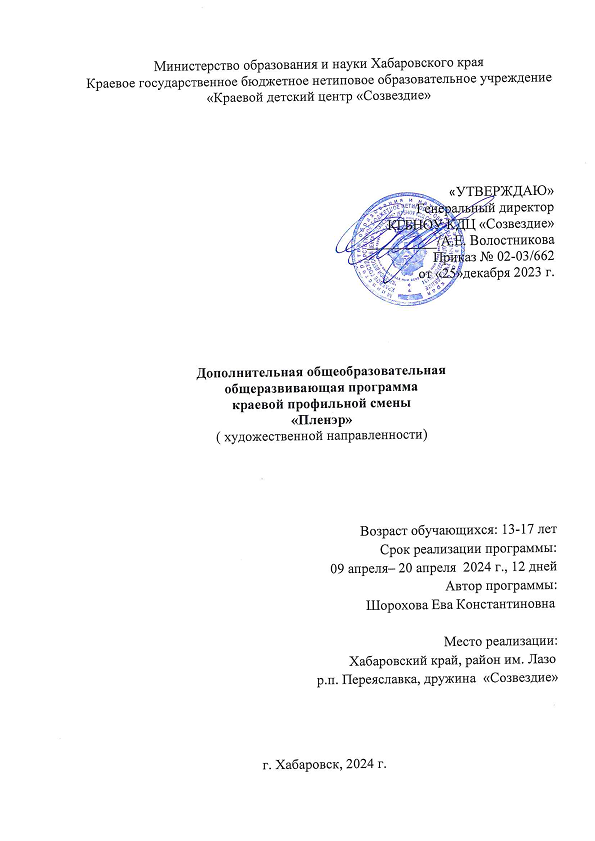 Министерство образования и науки Хабаровского края
Краевое государственное бюджетное нетиповое образовательное учреждение
«Краевой детский центр «Созвездие»
«УТВЕРЖДАЮ»
Генеральный директор
КГБНОУ КДЦ «Созвездие»
/А.Е. Волостникова
Приказ № 02-03/662
от «25»декабря 2023 г.
Дополнительная общеобразовательная
общеразвивающая программа
краевой профильной смены
«Пленэр»
( художественной направленности)
Возраст обучающихся: 13-17 лет
Срок реализации программы:
09 апреля– 20 апреля 2024 г., 12 дней
Автор программы:
Шорохова Ева Константиновна
Место реализации:
Хабаровский край, район им. Лазо
р.п. Переяславка, дружина «Созвездие»
г. Хабаровск, 2024 г.